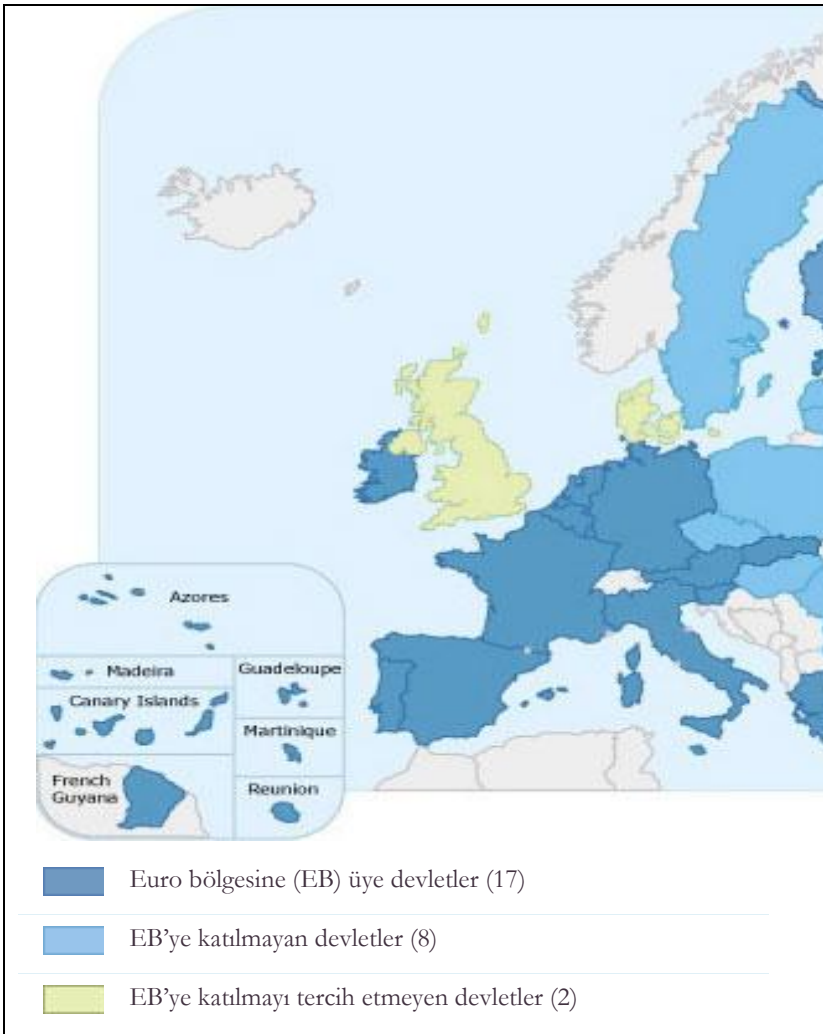 Azores
Madeira
Guadeloupe
Canary Islands
Martinique
French
Guyana
Reunion
Euro bölgesine (EB) üye devletler (17)
EB’ye katılmayan devletler (8)
EB’ye katılmayı tercih etmeyen devletler (2)